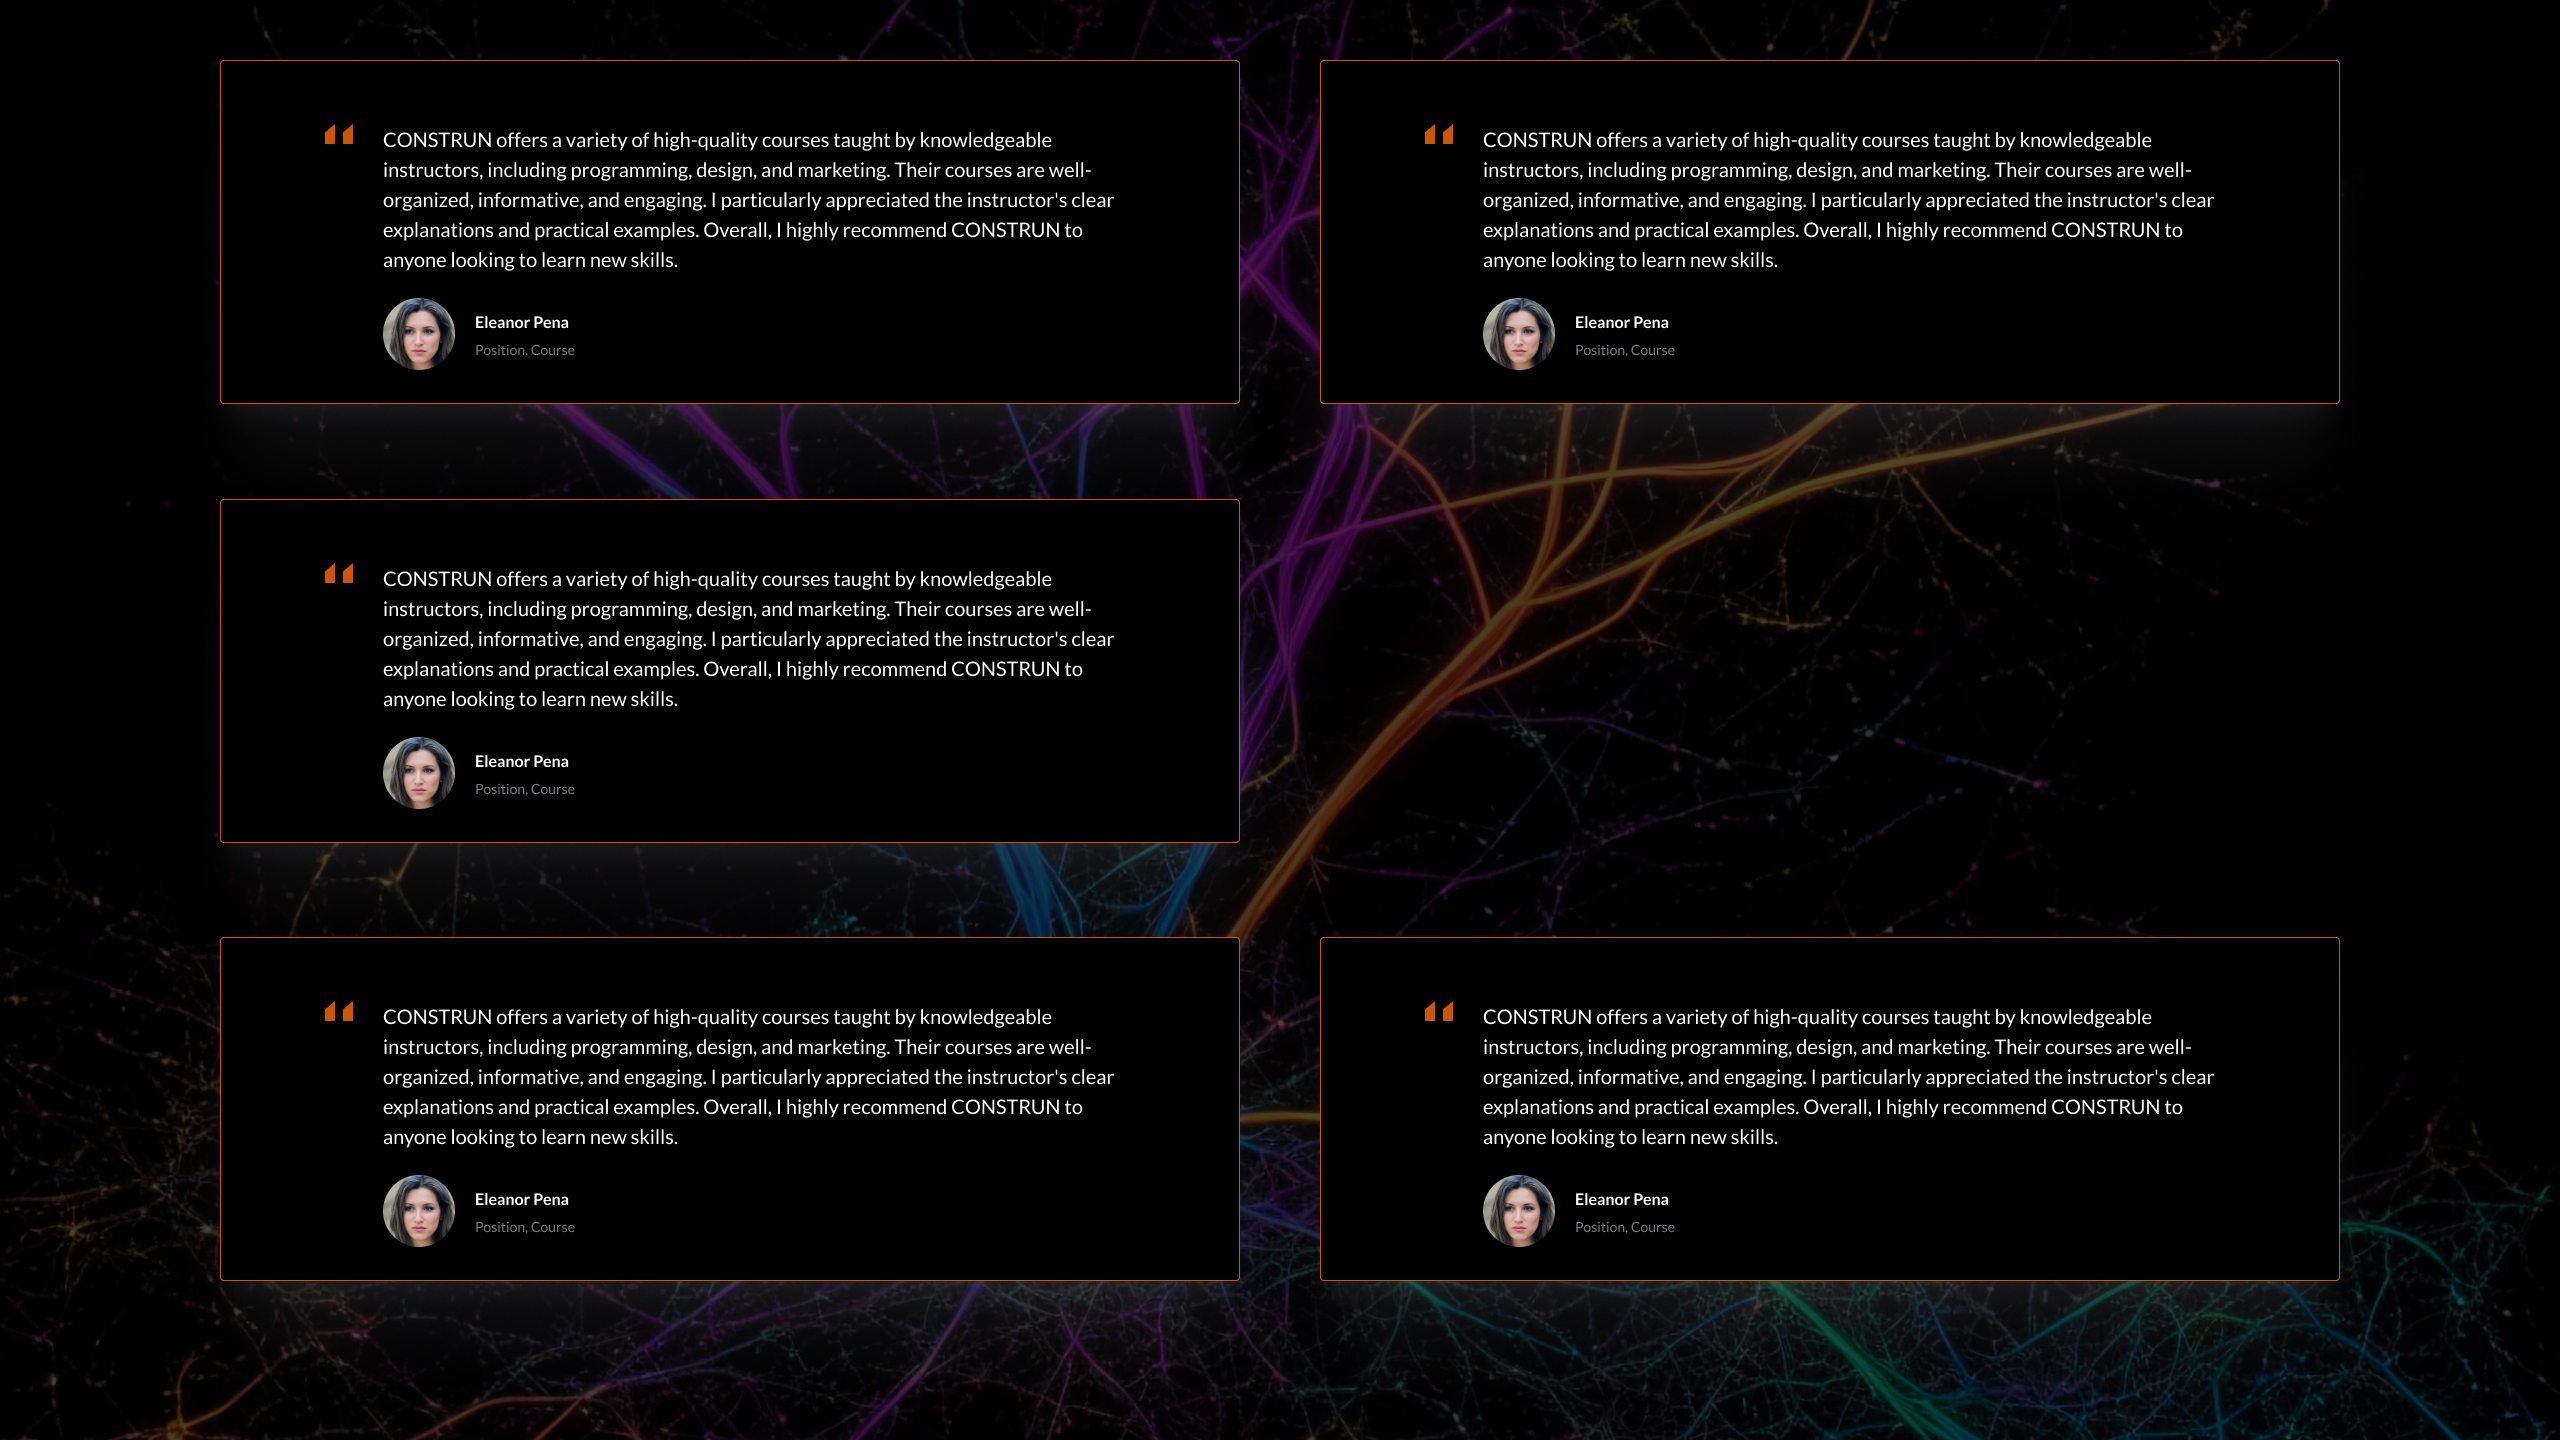 CONSTRUN offers a variety of high-quality courses taught by knowledgeable
instructors, including programming, design, and marketing. Their courses are well-
organized, informative, and engaging. I particularly appreciated the instructor's clear
explanations and practical examples. Overall, I highly recommend CONSTRUN to
anyone looking to learn new skills.
Eleanor Pena
Position, Course
CONSTRUN offers a variety of high-quality courses taught by knowledgeable
instructors, including programming, design, and marketing. Their courses are well-
organized, informative, and engaging. I particularly appreciated the instructor's clear
explanations and practical examples. Overall, I highly recommend CONSTRUN to
anyone looking to learn new skills.
Eleanor Pena
Position, Course
CONSTRUN offers a variety of high-quality courses taught by knowledgeable
instructors, including programming, design, and marketing. Their courses are well-
organized, informative, and engaging. I particularly appreciated the instructor's clear
explanations and practical examples. Overall, I highly recommend CONSTRUN to
anyone looking to learn new skills.
Eleanor Pena
Position, Course
CONSTRUN offers a variety of high-quality courses taught by knowledgeable
instructors, including programming, design, and marketing. Their courses are well-
organized, informative, and engaging. I particularly appreciated the instructor's clear
explanations and practical examples. Overall, I highly recommend CONSTRUN to
anyone looking to learn new skills.
Eleanor Pena
Position, Course
CONSTRUN offers a variety of high-quality courses taught by knowledgeable
instructors, including programming, design, and marketing. Their courses are well-
organized, informative, and engaging. I particularly appreciated the instructor's clear
explanations and practical examples. Overall, I highly recommend CONSTRUN to
anyone looking to learn new skills.
Eleanor Pena
Position, Course